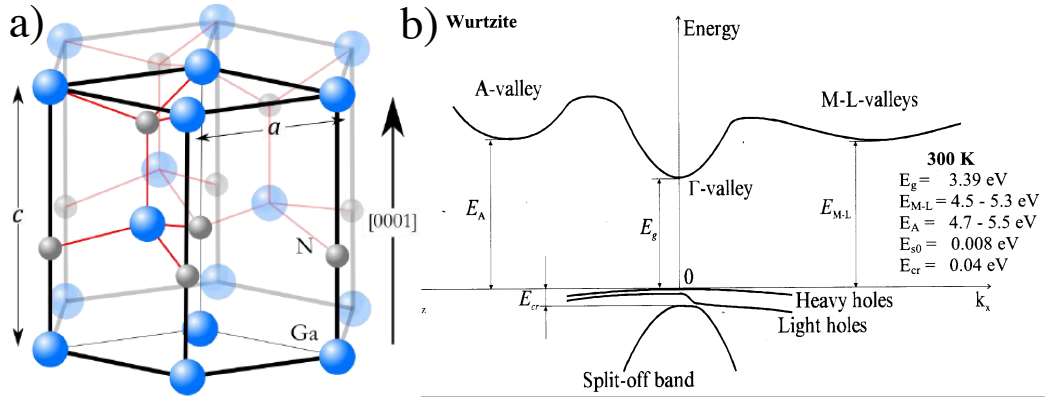 a)
c
a
N
Ga
[0001]
b)
Wurtzite
Energy
A-valley
M-L-valleys
Γ-valley
E_A
E_g
E_M-L
300 K
E_g = 3.39 eV
E_M-L = 4.5 - 5.3 eV
E_A = 4.7 - 5.5 eV
E_s0 = 0.008 eV
E_cr = 0.04 eV
0
E_cr
z
k_x
Heavy holes
Light holes
Split-off band